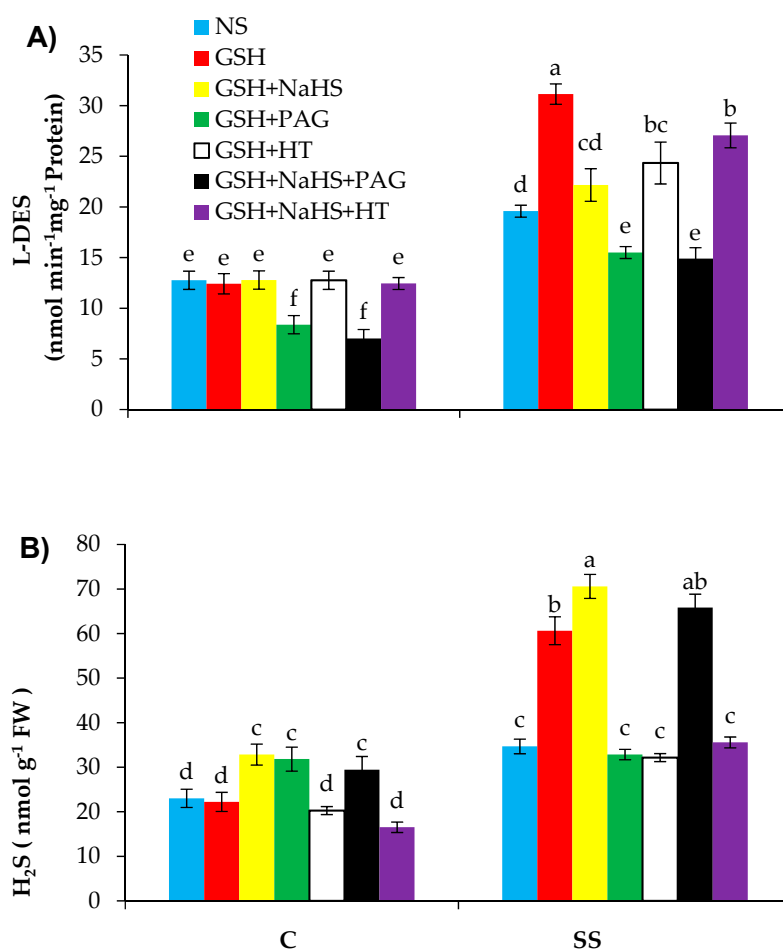 A)
NS
GSH
GSH+NaHS
GSH+PAG
GSH+HT
GSH+NaHS+PAG
GSH+NaHS+HT
L-DES
(nmol min⁻¹mg⁻¹ Protein)
35
30
25
20
15
10
5
0
e e e f e f e
d a cd e bc e b
B)
H₂S ( nmol g⁻¹ FW )
80
70
60
50
40
30
20
10
0
d d c c d c d
c b a c c ab c
C SS